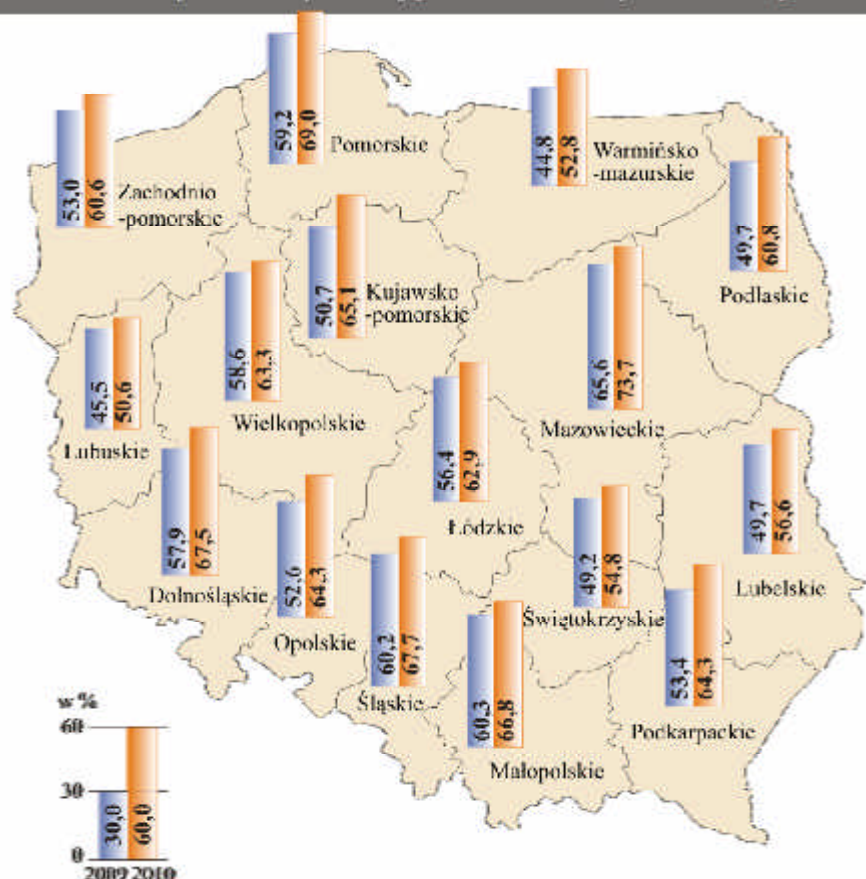 59,2
69,0
Pomorskie
44,8
52,8
Warmińsko
-mazurskie
53,0
60,6
Zachodnio
-pomorskie
49,7
60,8
Podlaskie
50,7
65,1
Kujawsko
-pomorskie
58,6
63,3
Wielkopolskie
65,6
73,7
Mazowieckie
45,5
50,6
Lubuskie
56,4
62,9
Łódzkie
49,7
56,6
Lubelskie
57,9
67,5
Dolnośląskie
52,6
64,3
Opolskie
49,2
54,8
Świętokrzyskie
60,2
67,7
Śląskie
53,4
64,3
Podkarpackie
60,3
66,8
Małopolskie
w %
60
30
0
30,0
60,0
2009 2010